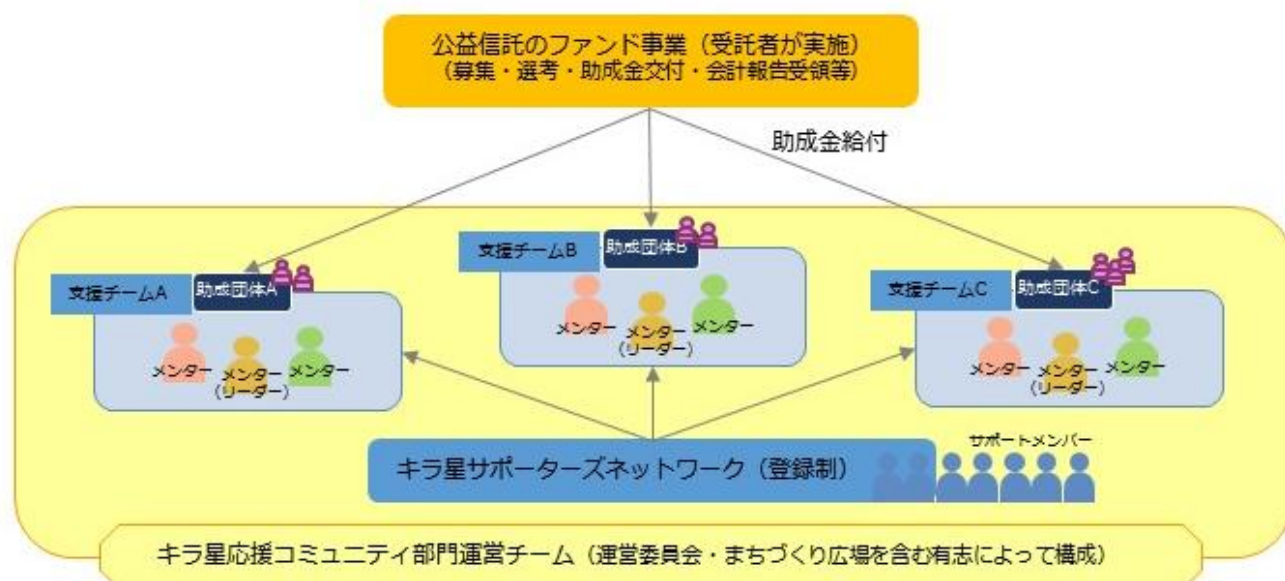 公益信託のファンド事業（受託者が実施）
（募集・選考・助成金交付・会計報告受領等）
助成金給付
支援チームA
助成団体A
メンター
メンター
（リーダー）
メンター
支援チームB
助成団体B
メンター
メンター
（リーダー）
メンター
支援チームC
助成団体C
メンター
メンター
（リーダー）
メンター
サポートメンバー
キラ星サポーターズネットワーク（登録制）
キラ星応援コミュニティ部門運営チーム（運営委員会・まちづくり広場を含む有志によって構成）